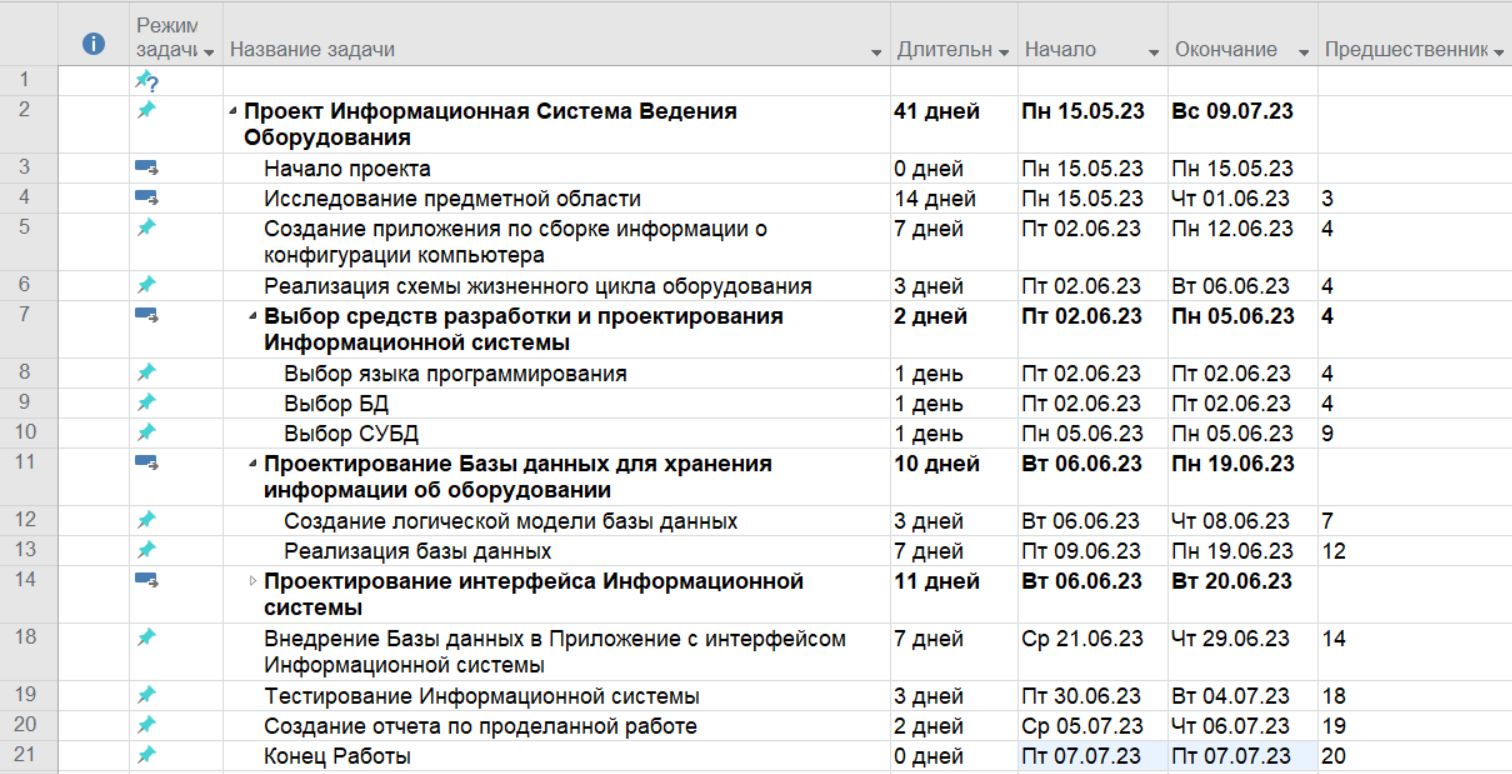 Режим
задачи Название задачи Длительн Начало Окончание Предшественник
1
2 Проект Информационная Система Ведения 41 дней Пн 15.05.23 Вс 09.07.23
Оборудования
3 Начало проекта 0 дней Пн 15.05.23 Пн 15.05.23
4 Исследование предметной области 14 дней Пн 15.05.23 Чт 01.06.23 3
5 Создание приложения по сборке информации о 7 дней Пт 02.06.23 Пн 12.06.23 4
конфигурации компьютера
6 Реализация схемы жизненного цикла оборудования 3 дней Пт 02.06.23 Вт 06.06.23 4
7 Выбор средств разработки и проектирования 2 дней Пт 02.06.23 Пн 05.06.23 4
Информационной системы
8 Выбор языка программирования 1 день Пт 02.06.23 Пт 02.06.23 4
9 Выбор БД 1 день Пт 02.06.23 Пт 02.06.23 4
10 Выбор СУБД 1 день Пн 05.06.23 Пн 05.06.23 9
11 Проектирование Базы данных для хранения 10 дней Вт 06.06.23 Пн 19.06.23
информации об оборудовании
12 Создание логической модели базы данных 3 дней Вт 06.06.23 Чт 08.06.23 7
13 Реализация базы данных 7 дней Пт 09.06.23 Пн 19.06.23 12
14 Проектирование интерфейса Информационной 11 дней Вт 06.06.23 Вт 20.06.23
системы
18 Внедрение Базы данных в Приложение с интерфейсом 7 дней Ср 21.06.23 Чт 29.06.23 14
Информационной системы
19 Тестирование Информационной системы 3 дней Пт 30.06.23 Вт 04.07.23 18
20 Создание отчета по проделанной работе 2 дней Ср 05.07.23 Чт 06.07.23 19
21 Конец Работы 0 дней Пт 07.07.23 Пт 07.07.23 20